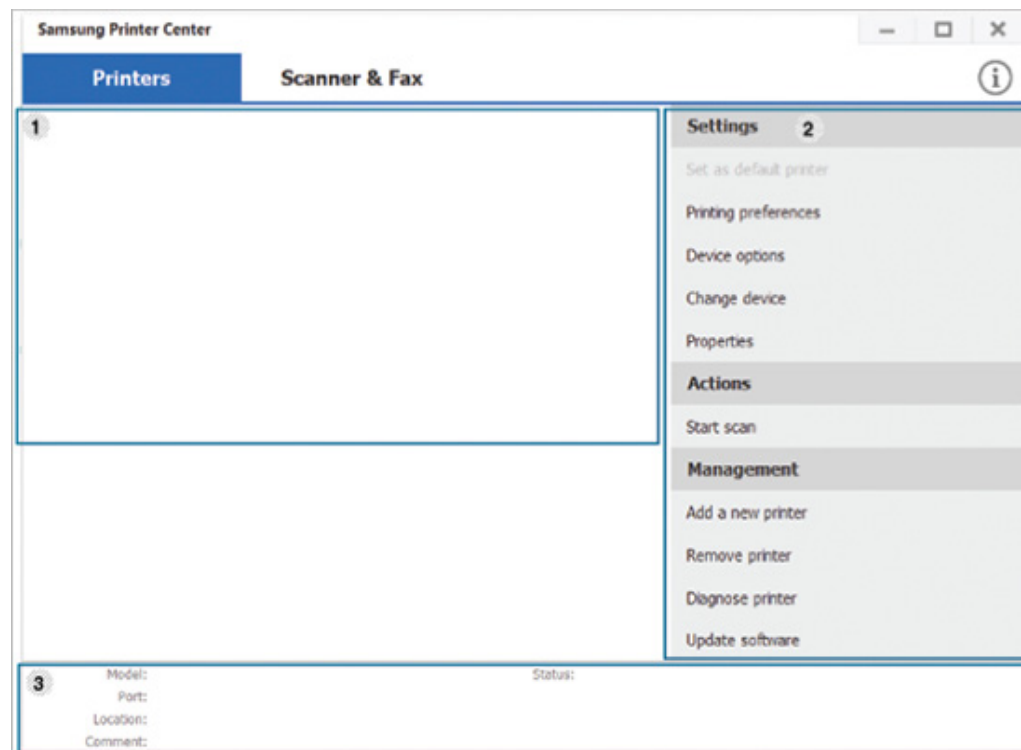 Samsung Printer Center
Printers
Scanner & Fax
i
1
Settings 2
Set as default printer
Printing preferences
Device options
Change device
Properties
Actions
Start scan
Management
Add a new printer
Remove printer
Diagnose printer
Update software
3
Model:
Status:
Port:
Location:
Comment: